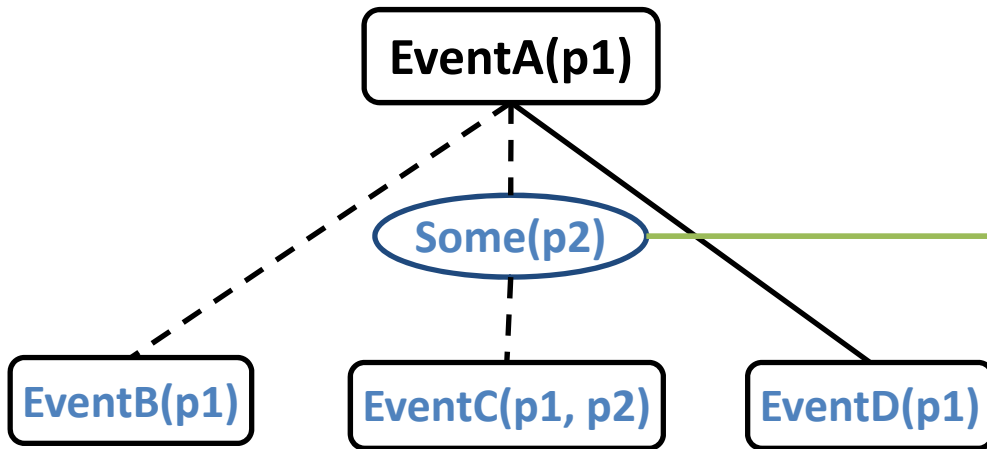 EventA(p1)
Some(p2)
EventB(p1)
EventC(p1, p2)
EventD(p1)